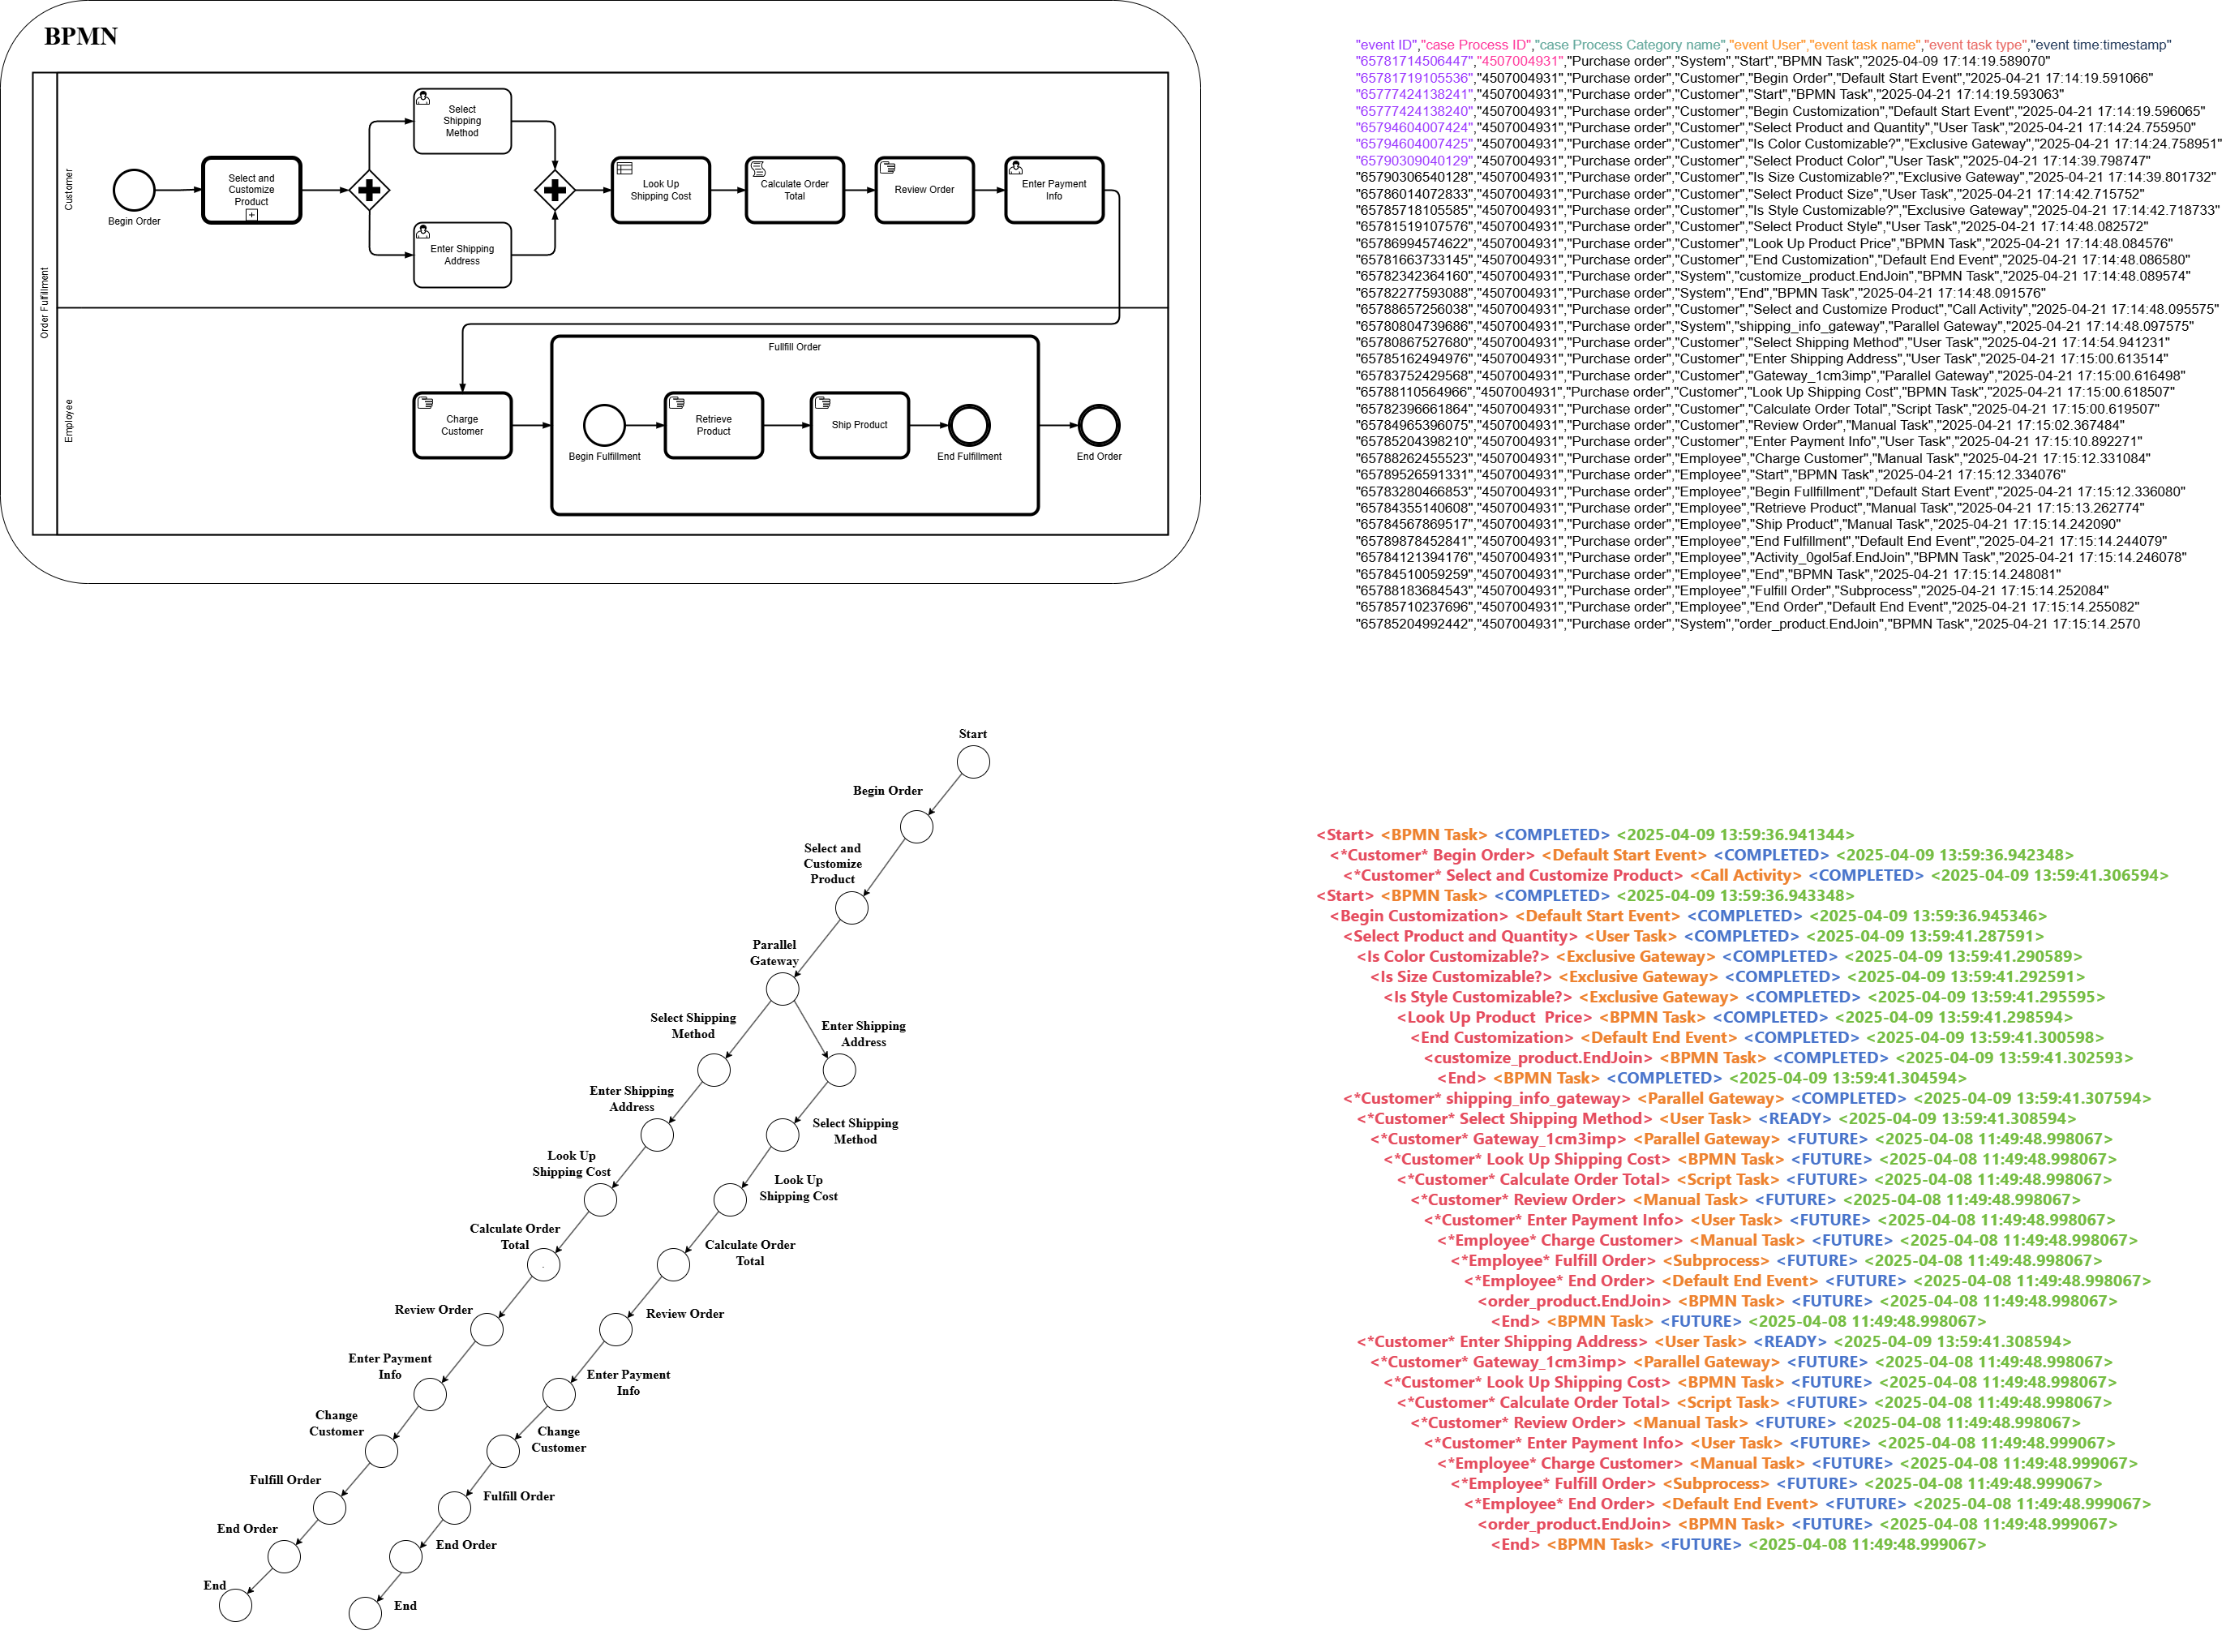 BPMN
Order Fulfillment
Customer
Employee
Begin Order
Select and
Customize
Product
Select
Shipping
Method
Enter Shipping
Address
Look Up
Shipping Cost
Calculate Order
Total
Review Order
Enter Payment
Info
Charge
Customer
Fullfill Order
Begin Fulfillment
Retrieve
Product
Ship Product
End Fulfillment
End Order
"event ID","case Process ID","case Process Category name","event User","event task name","event task type","event time:timestamp"
"65781714506447","4507004931","Purchase order","System","Start","BPMN Task","2025-04-09 17:14:19.589070"
"65781719105536","4507004931","Purchase order","Customer","Begin Order","Default Start Event","2025-04-21 17:14:19.591066"
"65777424138241","4507004931","Purchase order","Customer","Start","BPMN Task","2025-04-21 17:14:19.593063"
"65777424138240","4507004931","Purchase order","Customer","Begin Customization","Default Start Event","2025-04-21 17:14:19.596065"
"65794604007424","4507004931","Purchase order","Customer","Select Product and Quantity","User Task","2025-04-21 17:14:24.755950"
"65794604007425","4507004931","Purchase order","Customer","Is Color Customizable?","Exclusive Gateway","2025-04-21 17:14:24.758951"
"65790309040129","4507004931","Purchase order","Customer","Select Product Color","User Task","2025-04-21 17:14:39.798747"
"65790306540128","4507004931","Purchase order","Customer","Is Size Customizable?","Exclusive Gateway","2025-04-21 17:14:39.801732"
"65786014072833","4507004931","Purchase order","Customer","Select Product Size","User Task","2025-04-21 17:14:42.715752"
"65785718105585","4507004931","Purchase order","Customer","Is Style Customizable?","Exclusive Gateway","2025-04-21 17:14:42.718733"
"65781519107576","4507004931","Purchase order","Customer","Select Product Style","User Task","2025-04-21 17:14:48.082572"
"65786994574622","4507004931","Purchase order","Customer","Look Up Product Price","BPMN Task","2025-04-21 17:14:48.084576"
"65781663733145","4507004931","Purchase order","Customer","End Customization","Default End Event","2025-04-21 17:14:48.086580"
"65782342364160","4507004931","Purchase order","System","customize_product.EndJoin","BPMN Task","2025-04-21 17:14:48.089574"
"65782277593088","4507004931","Purchase order","System","End","BPMN Task","2025-04-21 17:14:48.091576"
"65788657256038","4507004931","Purchase order","Customer","Select and Customize Product","Call Activity","2025-04-21 17:14:48.095575"
"65780804739686","4507004931","Purchase order","System","shipping_info_gateway","Parallel Gateway","2025-04-21 17:14:48.097575"
"65780867527680","4507004931","Purchase order","Customer","Select Shipping Method","User Task","2025-04-21 17:14:54.941231"
"65785162494976","4507004931","Purchase order","Customer","Enter Shipping Address","User Task","2025-04-21 17:15:00.613514"
"65783752429568","4507004931","Purchase order","Customer","Gateway_1cm3imp","Parallel Gateway","2025-04-21 17:15:00.616498"
"65788110564966","4507004931","Purchase order","Customer","Look Up Shipping Cost","BPMN Task","2025-04-21 17:15:00.618507"
"65782396661864","4507004931","Purchase order","Customer","Calculate Order Total","Script Task","2025-04-21 17:15:00.619507"
"65784965396075","4507004931","Purchase order","Customer","Review Order","Manual Task","2025-04-21 17:15:02.367484"
"65785204398210","4507004931","Purchase order","Customer","Enter Payment Info","User Task","2025-04-21 17:15:10.892271"
"65788262455523","4507004931","Purchase order","Employee","Charge Customer","Manual Task","2025-04-21 17:15:12.331084"
"65789526591331","4507004931","Purchase order","Employee","Start","BPMN Task","2025-04-21 17:15:12.334076"
"65783280466853","4507004931","Purchase order","Employee","Begin Fullfillment","Default Start Event","2025-04-21 17:15:12.336080"
"65784355140608","4507004931","Purchase order","Employee","Retrieve Product","Manual Task","2025-04-21 17:15:13.262774"
"65784567869517","4507004931","Purchase order","Employee","Ship Product","Manual Task","2025-04-21 17:15:14.242090"
"65789878452841","4507004931","Purchase order","Employee","End Fulfillment","Default End Event","2025-04-21 17:15:14.244079"
"65784121394176","4507004931","Purchase order","Employee","Activity_0gol5af.EndJoin","BPMN Task","2025-04-21 17:15:14.246078"
"65784510059259","4507004931","Purchase order","Employee","End","BPMN Task","2025-04-21 17:15:14.248081"
"65788183684543","4507004931","Purchase order","Employee","Fulfill Order","Subprocess","2025-04-21 17:15:14.252084"
"65785710237696","4507004931","Purchase order","Employee","End Order","Default End Event","2025-04-21 17:15:14.255082"
"65785204992442","4507004931","Purchase order","System","order_product.EndJoin","BPMN Task","2025-04-21 17:15:14.2570
Start
Begin Order
Select and
Customize
Product
Parallel
Gateway
Select Shipping
Method
Enter Shipping
Address
Enter Shipping
Address
Select Shipping
Method
Look Up
Shipping Cost
Look Up
Shipping Cost
Calculate Order
Total
Calculate Order
Total
Review Order
Review Order
Enter Payment
Info
Enter Payment
Info
Change
Customer
Change
Customer
Fulfill Order
Fulfill Order
End Order
End Order
End
End
<Start> <BPMN Task> <COMPLETED> <2025-04-09 13:59:36.941344>
<*Customer* Begin Order> <Default Start Event> <COMPLETED> <2025-04-09 13:59:36.942348>
<*Customer* Select and Customize Product> <Call Activity> <COMPLETED> <2025-04-09 13:59:41.306594>
<Start> <BPMN Task> <COMPLETED> <2025-04-09 13:59:36.943348>
<Begin Customization> <Default Start Event> <COMPLETED> <2025-04-09 13:59:36.945346>
<Select Product and Quantity> <User Task> <COMPLETED> <2025-04-09 13:59:41.287591>
<Is Color Customizable?> <Exclusive Gateway> <COMPLETED> <2025-04-09 13:59:41.290589>
<Is Size Customizable?> <Exclusive Gateway> <COMPLETED> <2025-04-09 13:59:41.292591>
<Is Style Customizable?> <Exclusive Gateway> <COMPLETED> <2025-04-09 13:59:41.295595>
<Look Up Product  Price> <BPMN Task> <COMPLETED> <2025-04-09 13:59:41.298594>
<End Customization> <Default End Event> <COMPLETED> <2025-04-09 13:59:41.300598>
<customize_product.EndJoin> <BPMN Task> <COMPLETED> <2025-04-09 13:59:41.302593>
<End> <BPMN Task> <COMPLETED> <2025-04-09 13:59:41.304594>
<*Customer* shipping_info_gateway> <Parallel Gateway> <COMPLETED> <2025-04-09 13:59:41.307594>
<*Customer* Select Shipping Method> <User Task> <READY> <2025-04-09 13:59:41.308594>
<*Customer* Gateway_1cm3imp> <Parallel Gateway> <FUTURE> <2025-04-08 11:49:48.998067>
<*Customer* Look Up Shipping Cost> <BPMN Task> <FUTURE> <2025-04-08 11:49:48.998067>
<*Customer* Calculate Order Total> <Script Task> <FUTURE> <2025-04-08 11:49:48.998067>
<*Customer* Review Order> <Manual Task> <FUTURE> <2025-04-08 11:49:48.998067>
<*Customer* Enter Payment Info> <User Task> <FUTURE> <2025-04-08 11:49:48.998067>
<*Employee* Charge Customer> <Manual Task> <FUTURE> <2025-04-08 11:49:48.998067>
<*Employee* Fulfill Order> <Subprocess> <FUTURE> <2025-04-08 11:49:48.998067>
<*Employee* End Order> <Default End Event> <FUTURE> <2025-04-08 11:49:48.998067>
<order_product.EndJoin> <BPMN Task> <FUTURE> <2025-04-08 11:49:48.998067>
<End> <BPMN Task> <FUTURE> <2025-04-08 11:49:48.998067>
<*Customer* Enter Shipping Address> <User Task> <READY> <2025-04-09 13:59:41.308594>
<*Customer* Gateway_1cm3imp> <Parallel Gateway> <FUTURE> <2025-04-08 11:49:48.998067>
<*Customer* Look Up Shipping Cost> <BPMN Task> <FUTURE> <2025-04-08 11:49:48.998067>
<*Customer* Calculate Order Total> <Script Task> <FUTURE> <2025-04-08 11:49:48.998067>
<*Customer* Review Order> <Manual Task> <FUTURE> <2025-04-08 11:49:48.998067>
<*Customer* Enter Payment Info> <User Task> <FUTURE> <2025-04-08 11:49:48.999067>
<*Employee* Charge Customer> <Manual Task> <FUTURE> <2025-04-08 11:49:48.999067>
<*Employee* Fulfill Order> <Subprocess> <FUTURE> <2025-04-08 11:49:48.999067>
<*Employee* End Order> <Default End Event> <FUTURE> <2025-04-08 11:49:48.999067>
<order_product.EndJoin> <BPMN Task> <FUTURE> <2025-04-08 11:49:48.999067>
<End> <BPMN Task> <FUTURE> <2025-04-08 11:49:48.999067>